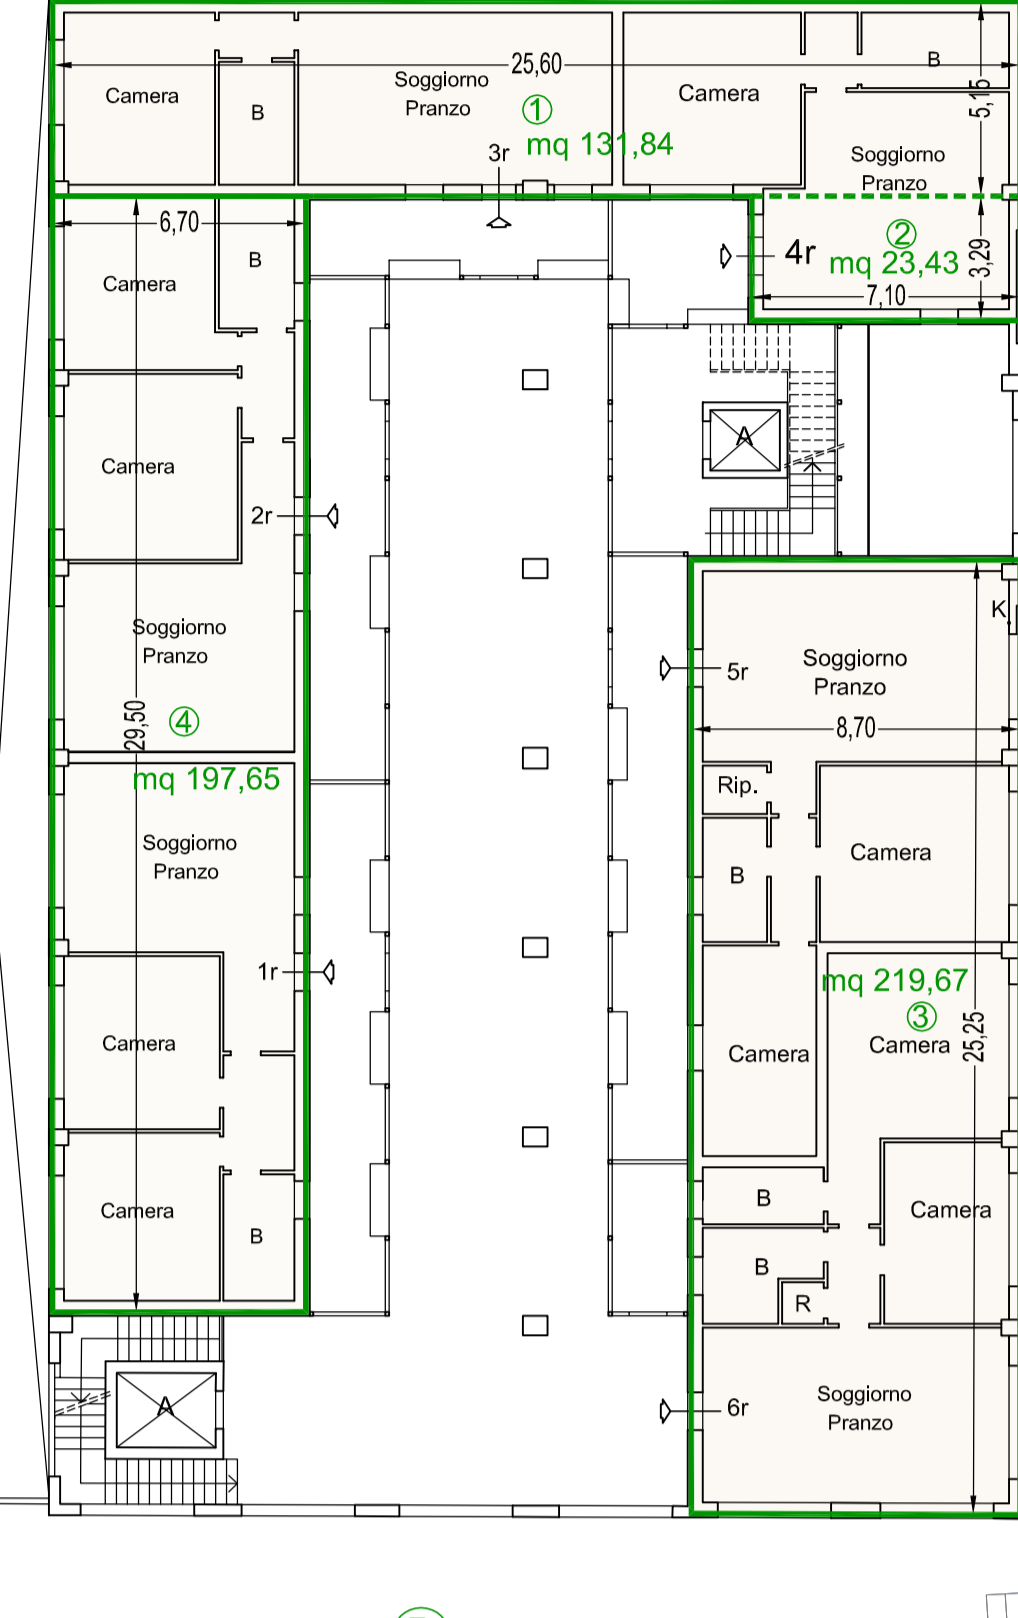 25,60
Camera
B
Soggiorno
Pranzo
1
mq 131,84
3r
Camera
B
5,15
Soggiorno
Pranzo
6,70
Camera
B
4r
2
mq 23,43
3,29
7,10
Camera
2r
A
Soggiorno
Pranzo
29,50
4
mq 197,65
K
5r
Soggiorno
Pranzo
8,70
Rip.
B
Camera
Soggiorno
Pranzo
1r
Camera
mq 219,67
3
Camera
Camera
25,25
Camera
B
B
Camera
B
R
A
6r
Soggiorno
Pranzo